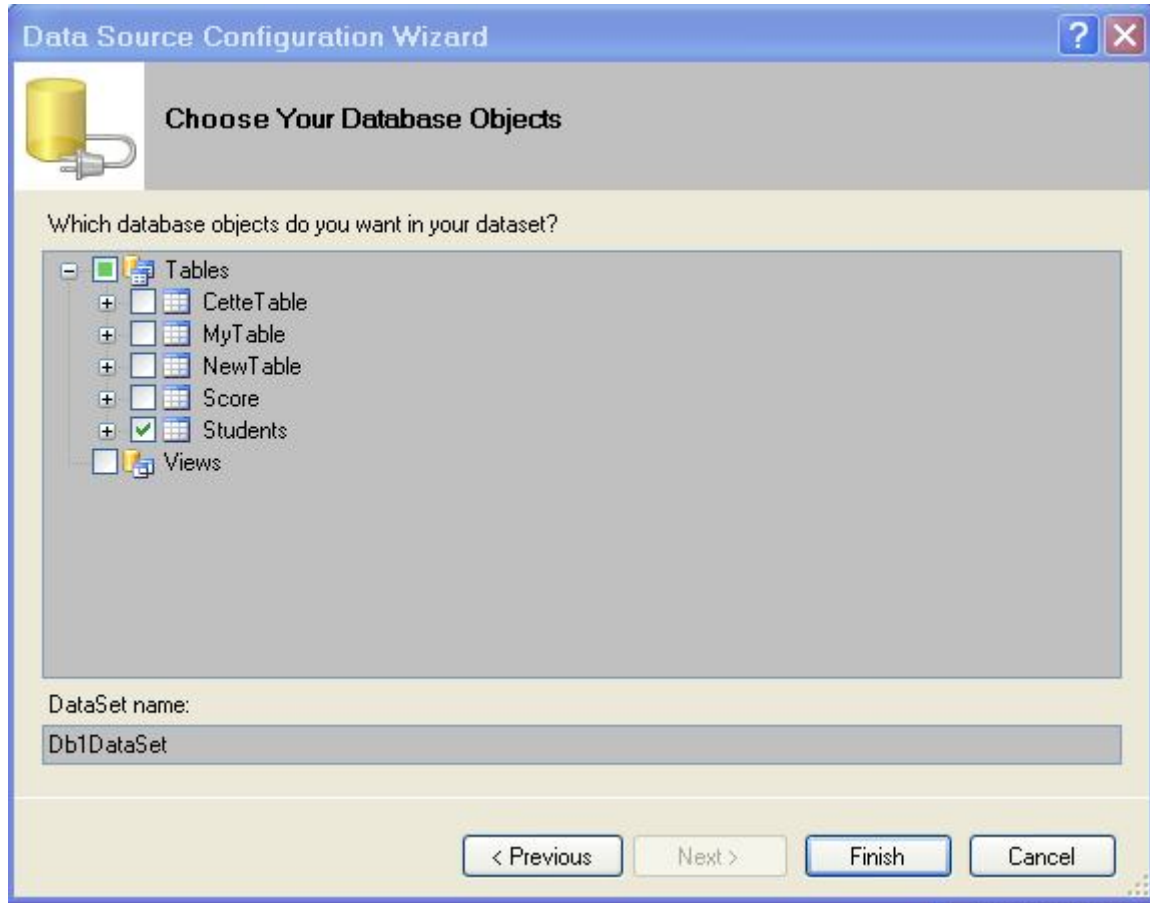 Data Source Configuration Wizard
?
Choose Your Database Objects
Which database objects do you want in your dataset?
Tables
CetteTable
MyTable
NewTable
Score
Students
Views
DataSet name:
Db1DataSet
< Previous Next > Finish Cancel